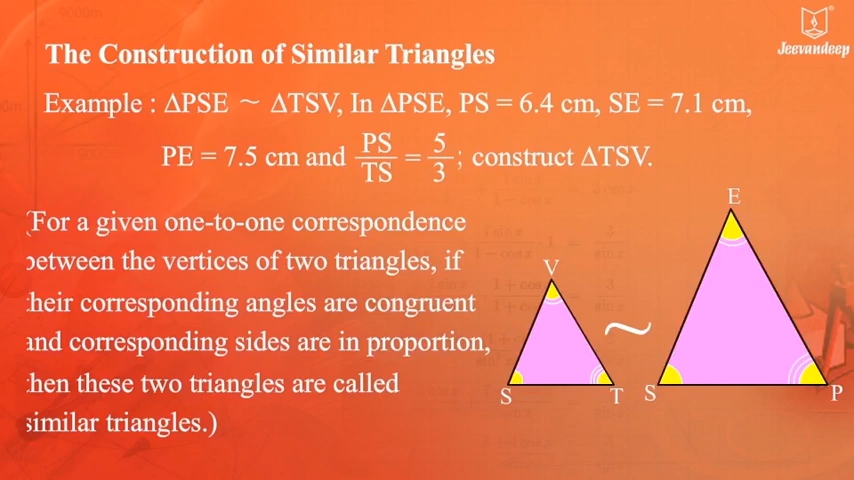 Jeevandeep
The Construction of Similar Triangles
Example : ΔPSE ~ ΔTSV, In ΔPSE, PS = 6.4 cm, SE = 7.1 cm,
PE = 7.5 cm and PS/TS = 5/3; construct ΔTSV.
(For a given one-to-one correspondence
between the vertices of two triangles, if
their corresponding angles are congruent
and corresponding sides are in proportion,
then these two triangles are called
similar triangles.)
E
V
~
S T S P